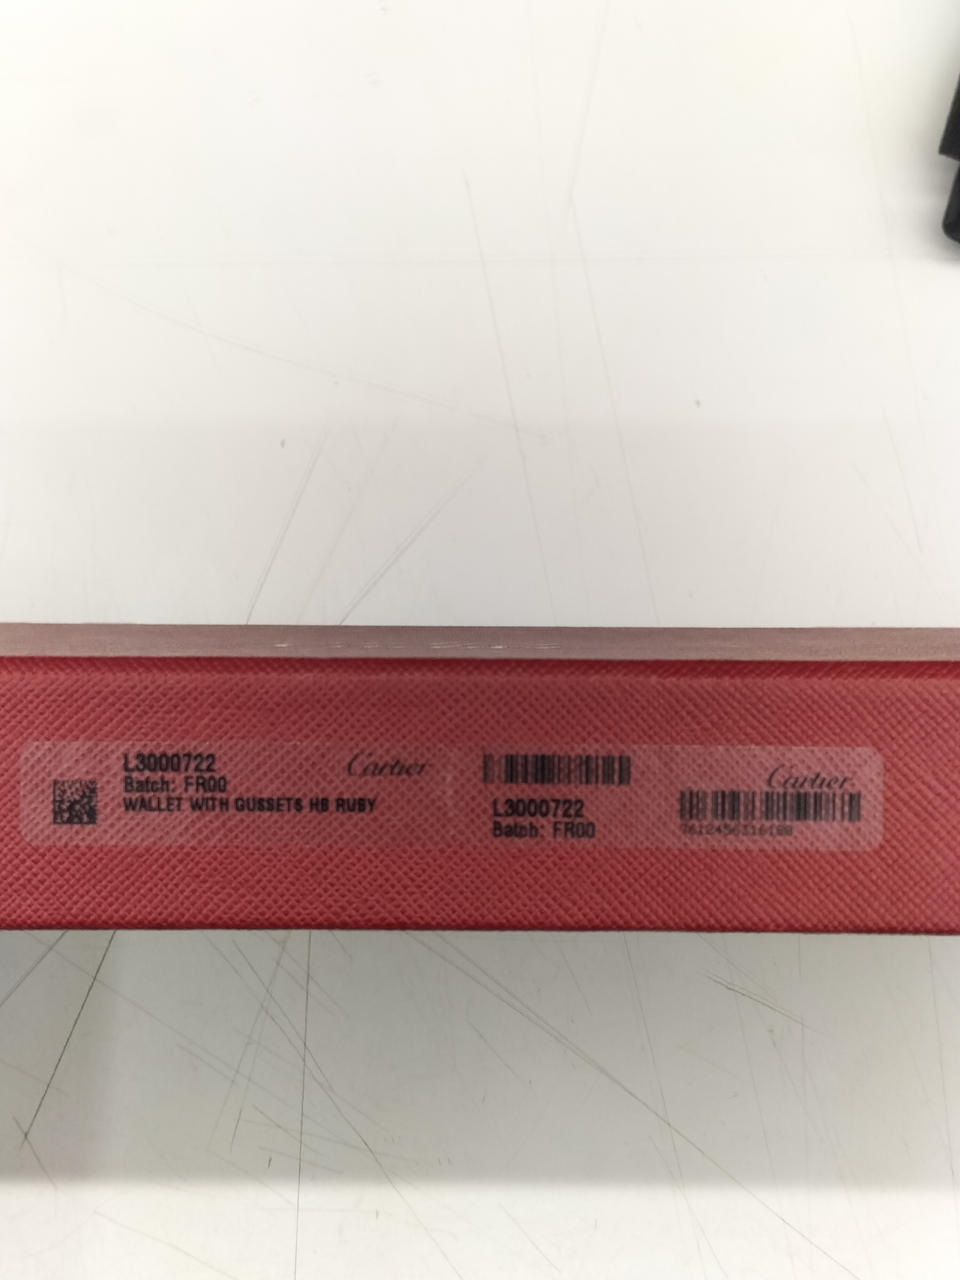 L3000722
Batch: FR00
WALLET WITH GUSSETS HB RUBY
Cartier
L3000722
Batch: FR00
Cartier